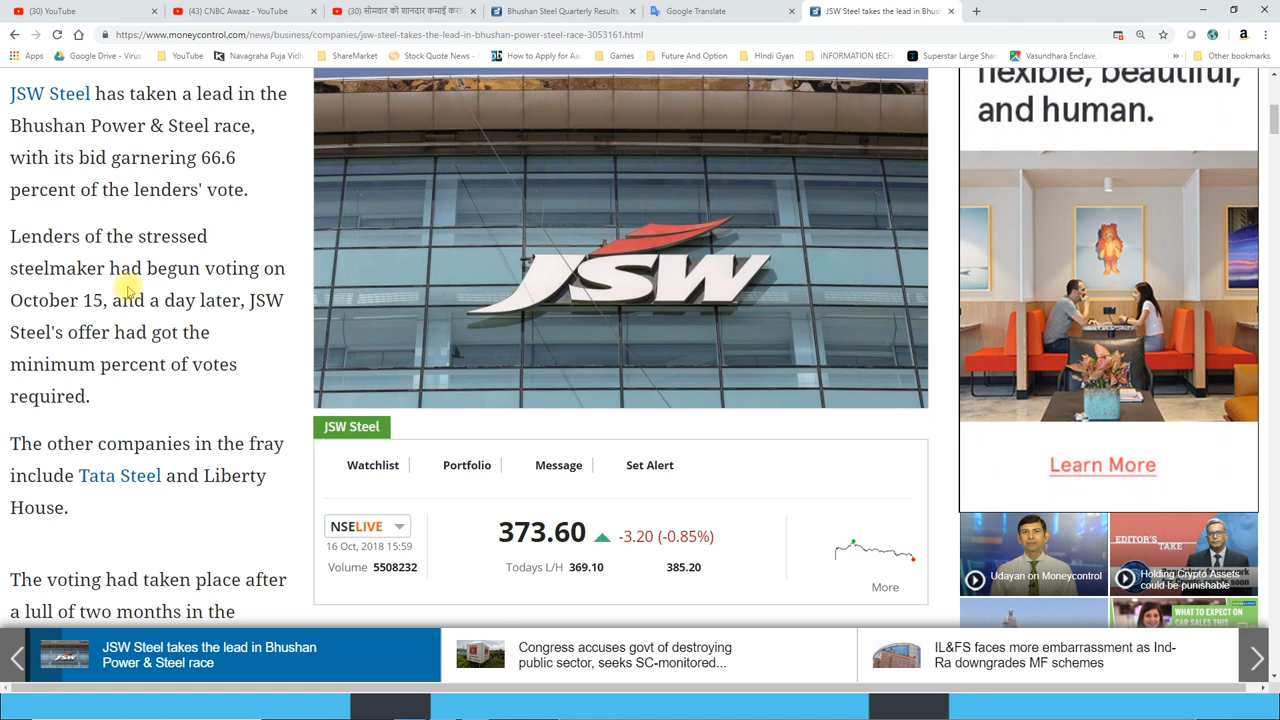 (30) YouTube
(43) CNBC Awaaz - YouTube
(30) सोमवार को शानदार कमाई करा
Bhushan Steel Quarterly Results,
Google Translate
JSW Steel takes the lead in Bhus
https://www.moneycontrol.com/news/business/companies/jsw-steel-takes-the-lead-in-bhushan-power-steel-race-3053161.html
Apps
Google Drive - Virus
YouTube
Navagraha Puja Vidh
ShareMarket
Stock Quote News -
How to Apply for Aa
Games
Future And Option
HIndi Gyan
iNFORMATION tECH
Superstar Large Shar
Vasundhara Enclave,
»
Other bookmarks
JSW Steel has taken a lead in the
Bhushan Power & Steel race,
with its bid garnering 66.6
percent of the lenders' vote.
Lenders of the stressed
steelmaker had begun voting on
October 15, and a day later, JSW
Steel's offer had got the
minimum percent of votes
required.
The other companies in the fray
include Tata Steel and Liberty
House.
The voting had taken place after
a lull of two months in the
JSW
JSW Steel
Watchlist
Portfolio
Message
Set Alert
NSELIVE
16 Oct, 2018 15:59
Volume 5508232
373.60 -3.20 (-0.85%)
Todays L/H 369.10 385.20
More
flexible, beautiful,
and human.
Learn More
Udayan on Moneycontrol
EDITOR'S
TAKE
Holding Crypto Assets
could be punishable
WHAT TO EXPECT ON
CAR SALES THIS
JSW Steel takes the lead in Bhushan
Power & Steel race
Congress accuses govt of destroying
public sector, seeks SC-monitored...
IL&FS faces more embarrassment as Ind-
Ra downgrades MF schemes